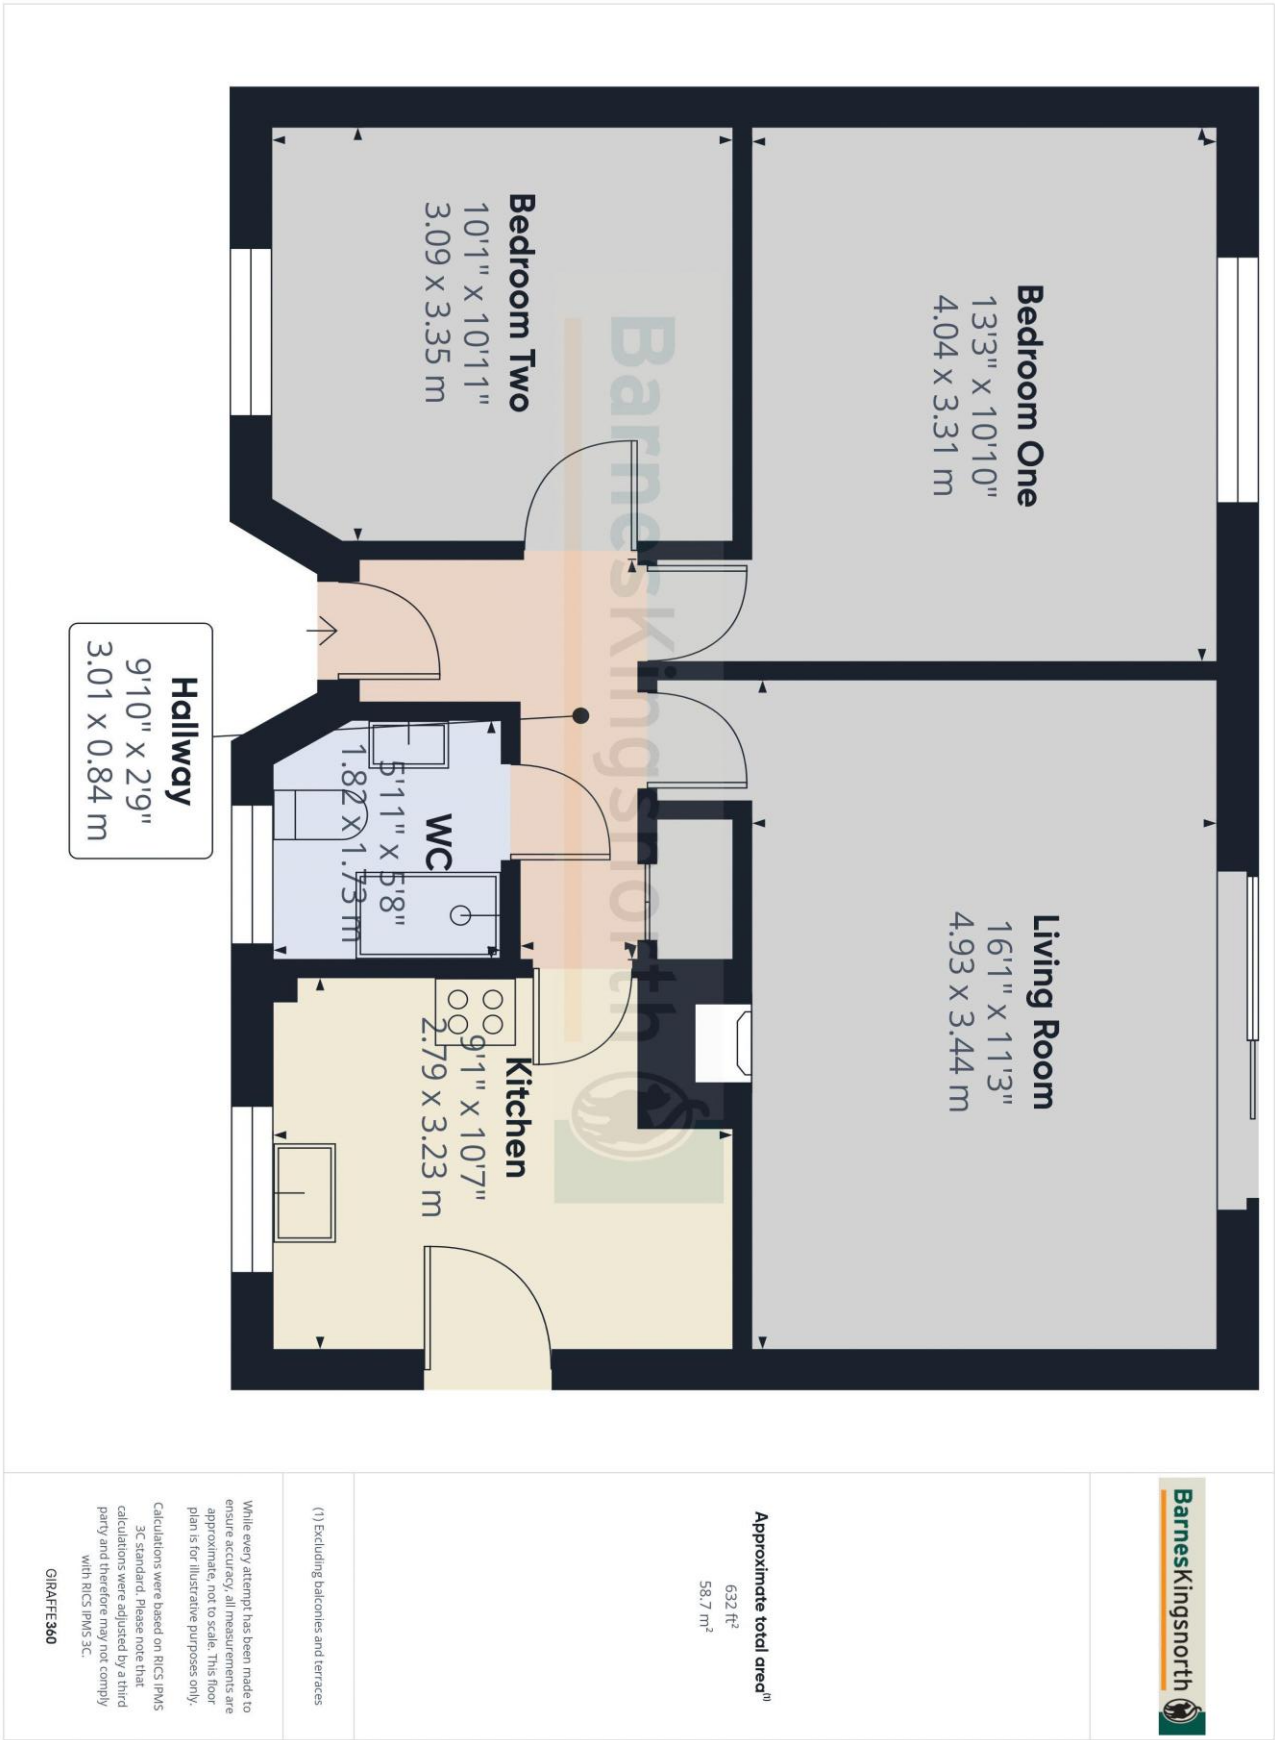 Bedroom One
13'3" x 10'10"
4.04 x 3.31 m
Living Room
16'1" x 11'3"
4.93 x 3.44 m
BarnesKingsnorth
Bedroom Two
10'1" x 10'11"
3.09 x 3.35 m
Kitchen
9'1" x 10'7"
2.79 x 3.23 m
WC
5'11" x 5'8"
1.82 x 1.73 m
Hallway
9'10" x 2'9"
3.01 x 0.84 m
BarnesKingsnorth
Approximate total area(1)
632 ft²
58.7 m²
(1) Excluding balconies and terraces
While every attempt has been made to
ensure accuracy, all measurements are
approximate, not to scale. This floor
plan is for illustrative purposes only.
Calculations were based on RICS IPMS
3C standard. Please note that
calculations were adjusted by a third
party and therefore may not comply
with RICS IPMS 3C.
GIRAFFE360